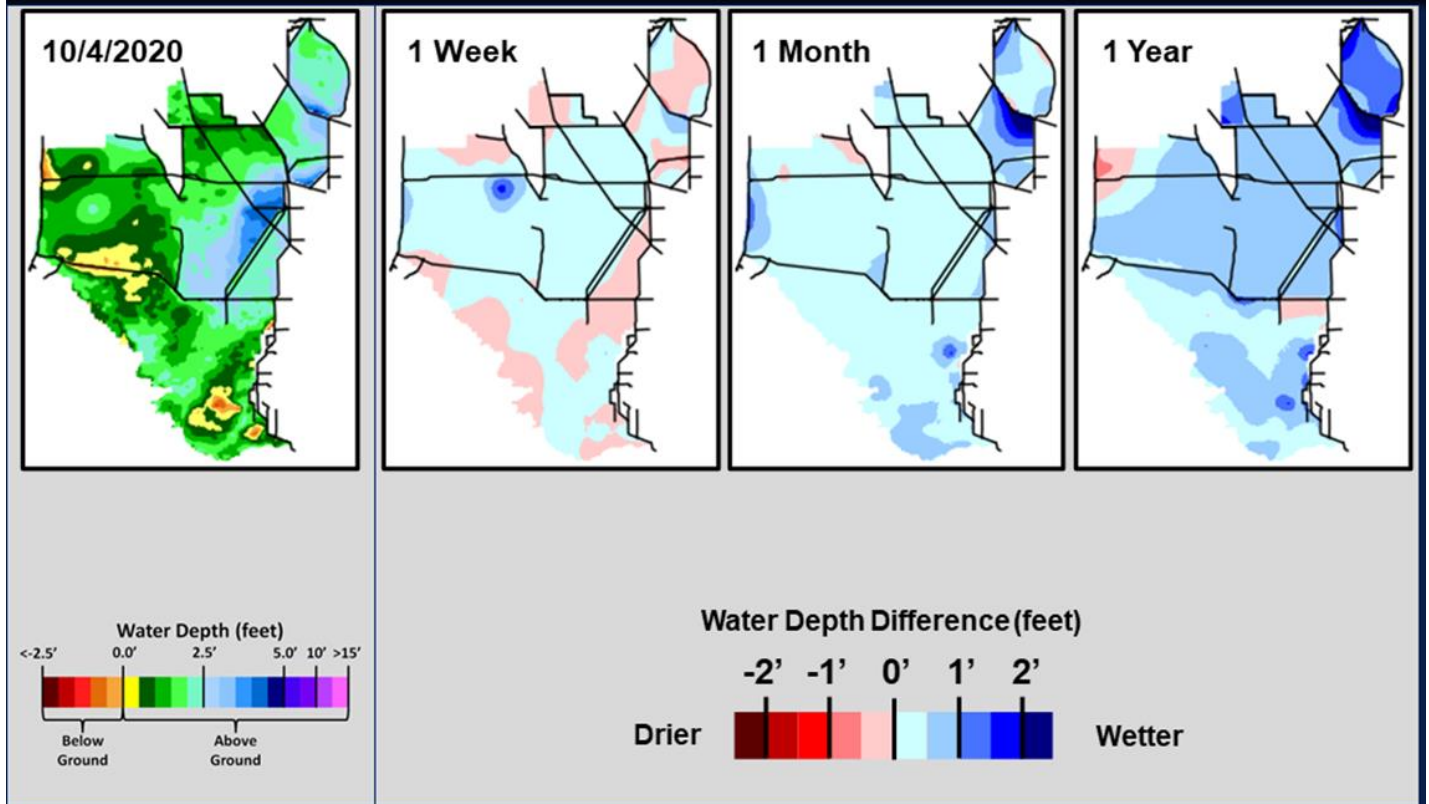 10/4/2020
1 Week
1 Month
1 Year
Water Depth (feet)
<-2.5’ 0.0’ 2.5’ 5.0’ 10’ >15’
Below
Ground
Above
Ground
Water Depth Difference (feet)
-2’ -1’ 0’ 1’ 2’
Drier
Wetter